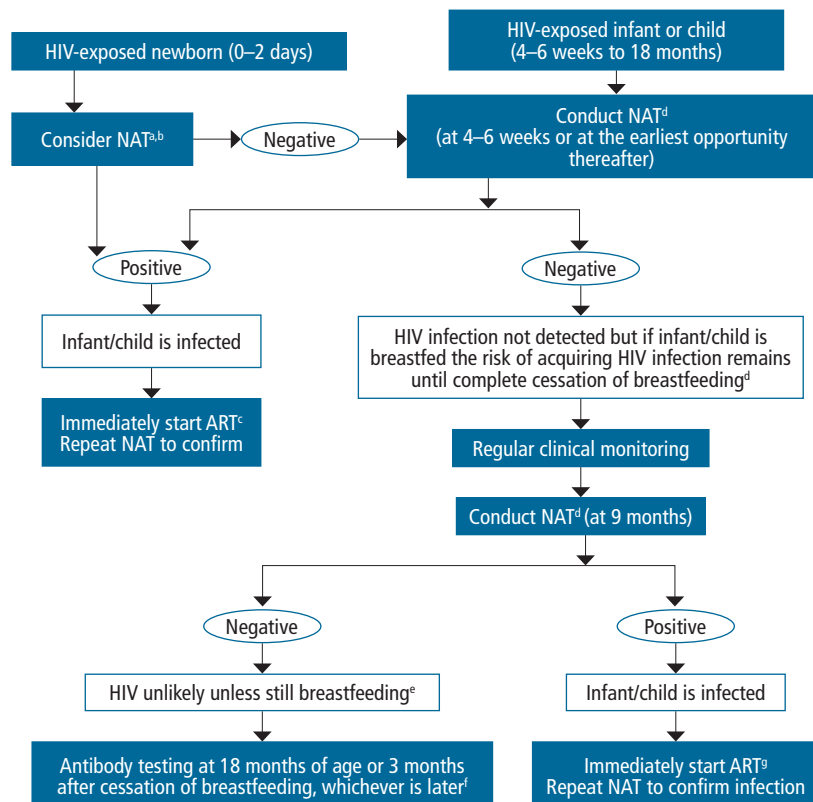 HIV-exposed newborn (0–2 days)
HIV-exposed infant or child
(4–6 weeks to 18 months)
Consider NATa,b
Negative
Conduct NATd
(at 4–6 weeks or at the earliest opportunity
thereafter)
Positive
Negative
Infant/child is infected
HIV infection not detected but if infant/child is
breastfed the risk of acquiring HIV infection remains
until complete cessation of breastfeedingd
Immediately start ARTc
Repeat NAT to confirm
Regular clinical monitoring
Conduct NATd (at 9 months)
Negative
Positive
HIV unlikely unless still breastfeedinge
Infant/child is infected
Antibody testing at 18 months of age or 3 months
after cessation of breastfeeding, whichever is laterf
Immediately start ARTg
Repeat NAT to confirm infection